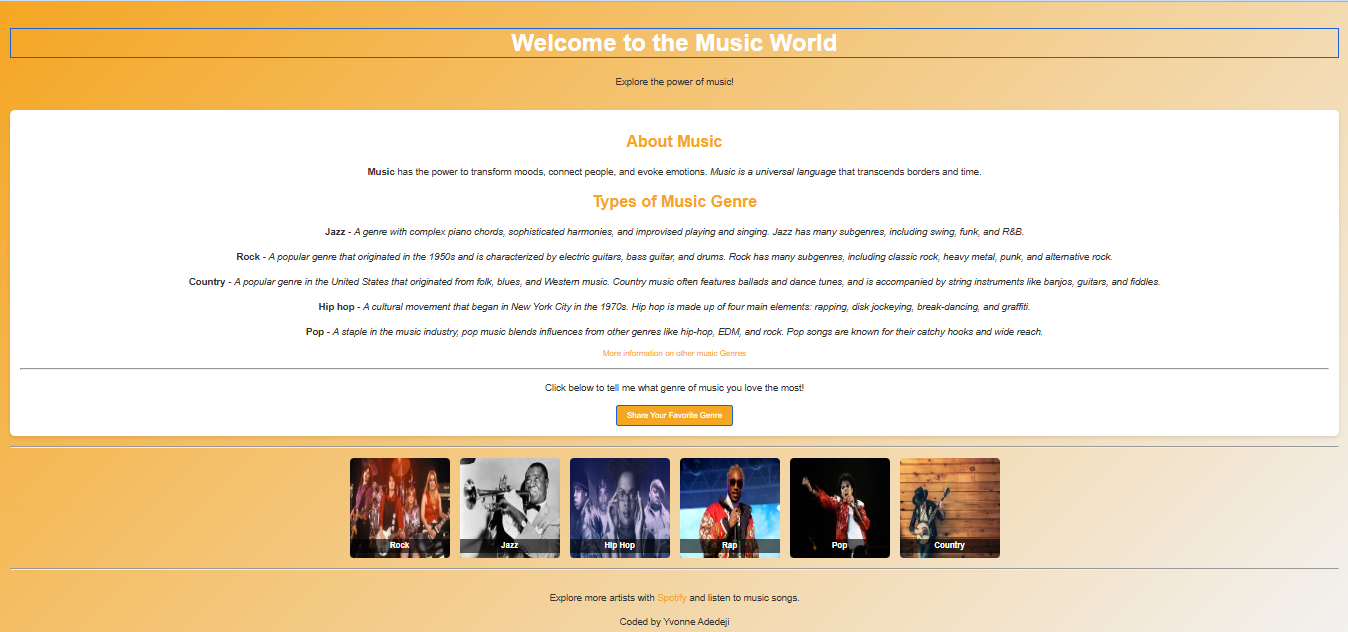 Welcome to the Music World
Explore the power of music!
About Music
Music has the power to transform moods, connect people, and evoke emotions. Music is a universal language that transcends borders and time.
Types of Music Genre
Jazz - A genre with complex piano chords, sophisticated harmonies, and improvised playing and singing. Jazz has many subgenres, including swing, funk, and R&B.
Rock - A popular genre that originated in the 1950s and is characterized by electric guitars, bass guitar, and drums. Rock has many subgenres, including classic rock, heavy metal, punk, and alternative rock.
Country - A popular genre in the United States that originated from folk, blues, and Western music. Country music often features ballads and dance tunes, and is accompanied by string instruments like banjos, guitars, and fiddles.
Hip hop - A cultural movement that began in New York City in the 1970s. Hip hop is made up of four main elements: rapping, disk jockeying, break-dancing, and graffiti.
Pop - A staple in the music industry, pop music blends influences from other genres like hip-hop, EDM, and rock. Pop songs are known for their catchy hooks and wide reach.
More information on other music Genres
Click below to tell me what genre of music you love the most!
Share Your Favorite Genre
Rock Jazz Hip Hop Rap Pop Country
Explore more artists with Spotify and listen to music songs.
Coded by Yvonne Adedeji